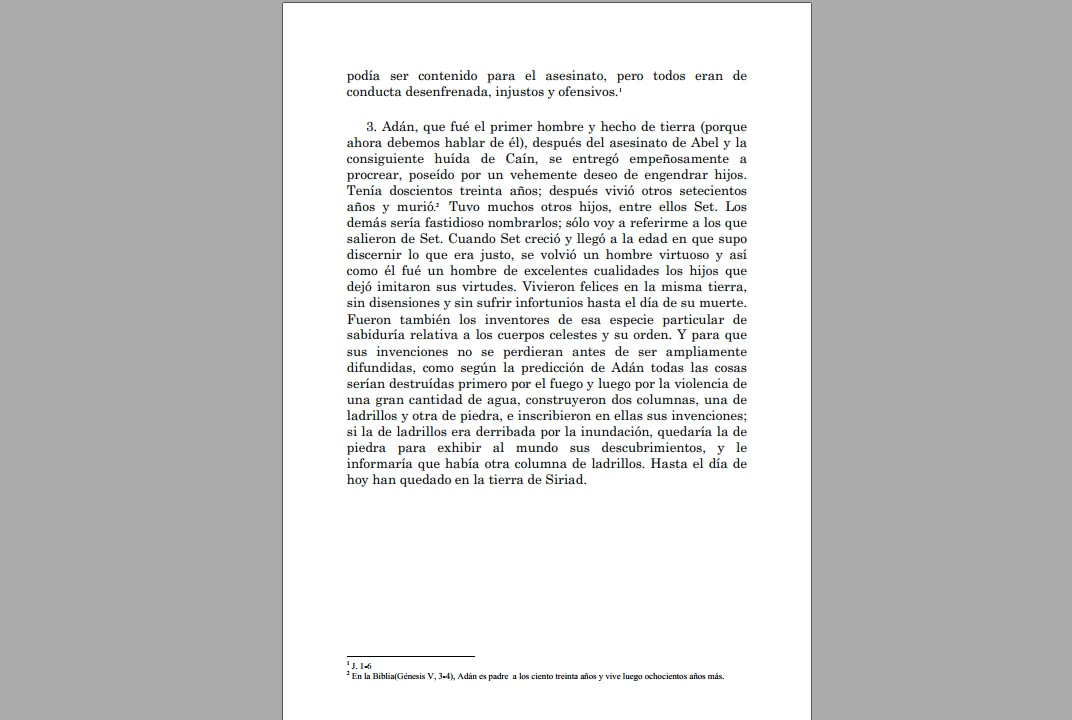 podía ser contenido para el asesinato, pero todos eran de
conducta desenfrenada, injustos y ofensivos.¹
3. Adán, que fué el primer hombre y hecho de tierra (porque
ahora debemos hablar de él), después del asesinato de Abel y la
consiguiente huída de Caín, se entregó empeñosamente a
procrear, poseído por un vehemente deseo de engendrar hijos.
Tenía doscientos treinta años; después vivió otros setecientos
años y murió.² Tuvo muchos otros hijos, entre ellos Set. Los
demás sería fastidioso nombrarlos; sólo voy a referirme a los que
salieron de Set. Cuando Set creció y llegó a la edad en que supo
discernir lo que era justo, se volvió un hombre virtuoso y así
como él fué un hombre de excelentes cualidades los hijos que
dejó imitaron sus virtudes. Vivieron felices en la misma tierra,
sin disensiones y sin sufrir infortunios hasta el día de su muerte.
Fueron también los inventores de esa especie particular de
sabiduría relativa a los cuerpos celestes y su orden. Y para que
sus invenciones no se perdieran antes de ser ampliamente
difundidas, como según la predicción de Adán todas las cosas
serían destruídas primero por el fuego y luego por la violencia de
una gran cantidad de agua, construyeron dos columnas, una de
ladrillos y otra de piedra, e inscribieron en ellas sus invenciones;
si la de ladrillos era derribada por la inundación, quedaría la de
piedra para exhibir al mundo sus descubrimientos, y le
informaría que había otra columna de ladrillos. Hasta el día de
hoy han quedado en la tierra de Siriad.
¹ J. 1-6
² En la Biblia(Génesis V, 3-4), Adán es padre a los ciento treinta años y vive luego ochocientos años más.